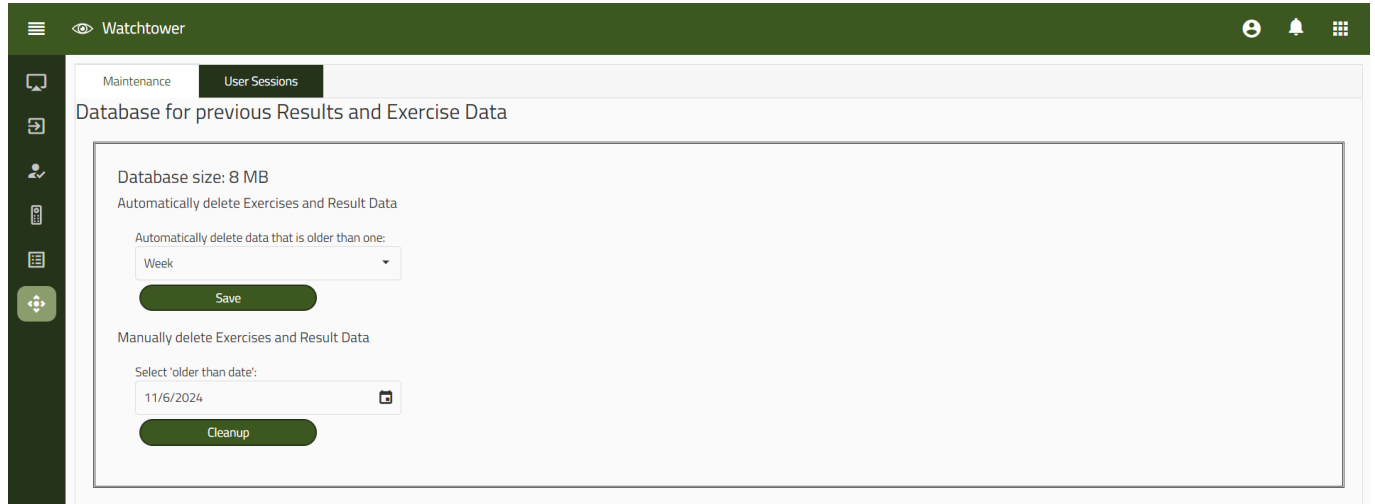 Watchtower
Maintenance
User Sessions
Database for previous Results and Exercise Data
Database size: 8 MB
Automatically delete Exercises and Result Data
Automatically delete data that is older than one:
Week
Save
Manually delete Exercises and Result Data
Select 'older than date':
11/6/2024
Cleanup